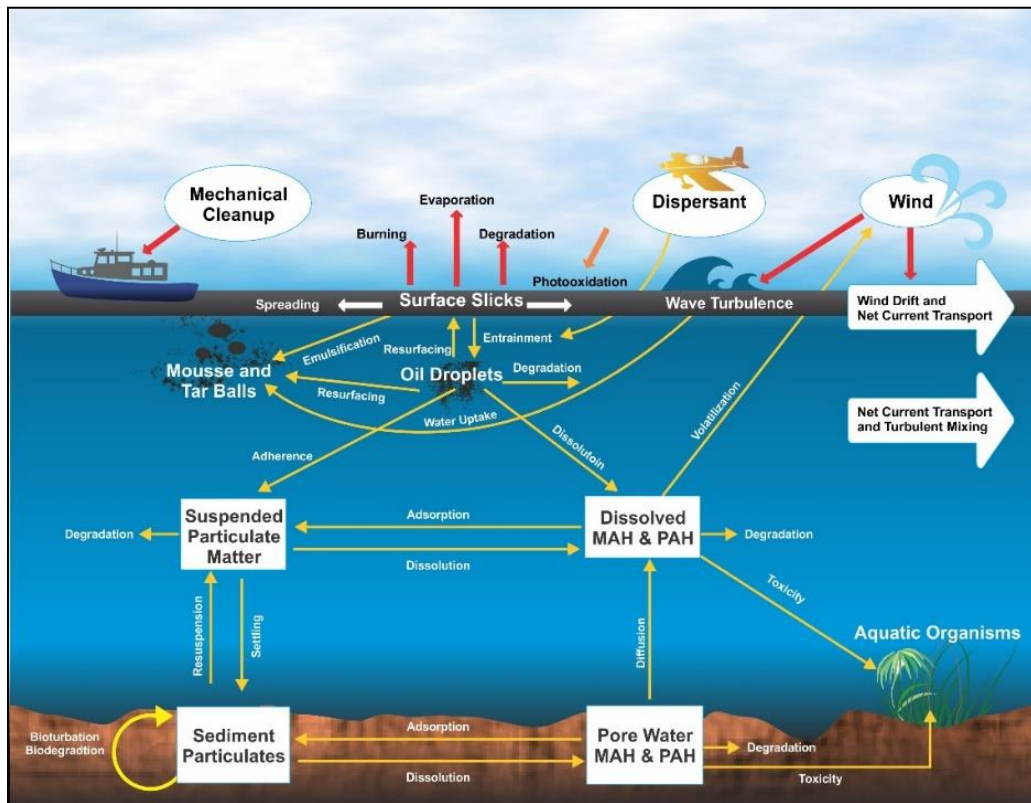 Mechanical
Cleanup
Dispersant
Wind
Evaporation
Burning
Degradation
Photooxidation
Spreading
Surface Slicks
Wave Turbulence
Wind Drift and
Net Current Transport
Emulsification
Resurfacing
Entrainment
Mousse and
Tar Balls
Oil Droplets
Degradation
Resurfacing
Water Uptake
Volatilization
Net Current Transport
and Turbulent Mixing
Adherence
Dissolutoin
Suspended
Particulate
Matter
Adsorption
Dissolved
MAH & PAH
Degradation
Degradation
Dissolution
Toxicity
Resuspension
Settling
Diffusion
Aquatic Organisms
Bioturbation
Biodegradtion
Sediment
Particulates
Adsorption
Pore Water
MAH & PAH
Degradation
Dissolution
Toxicity